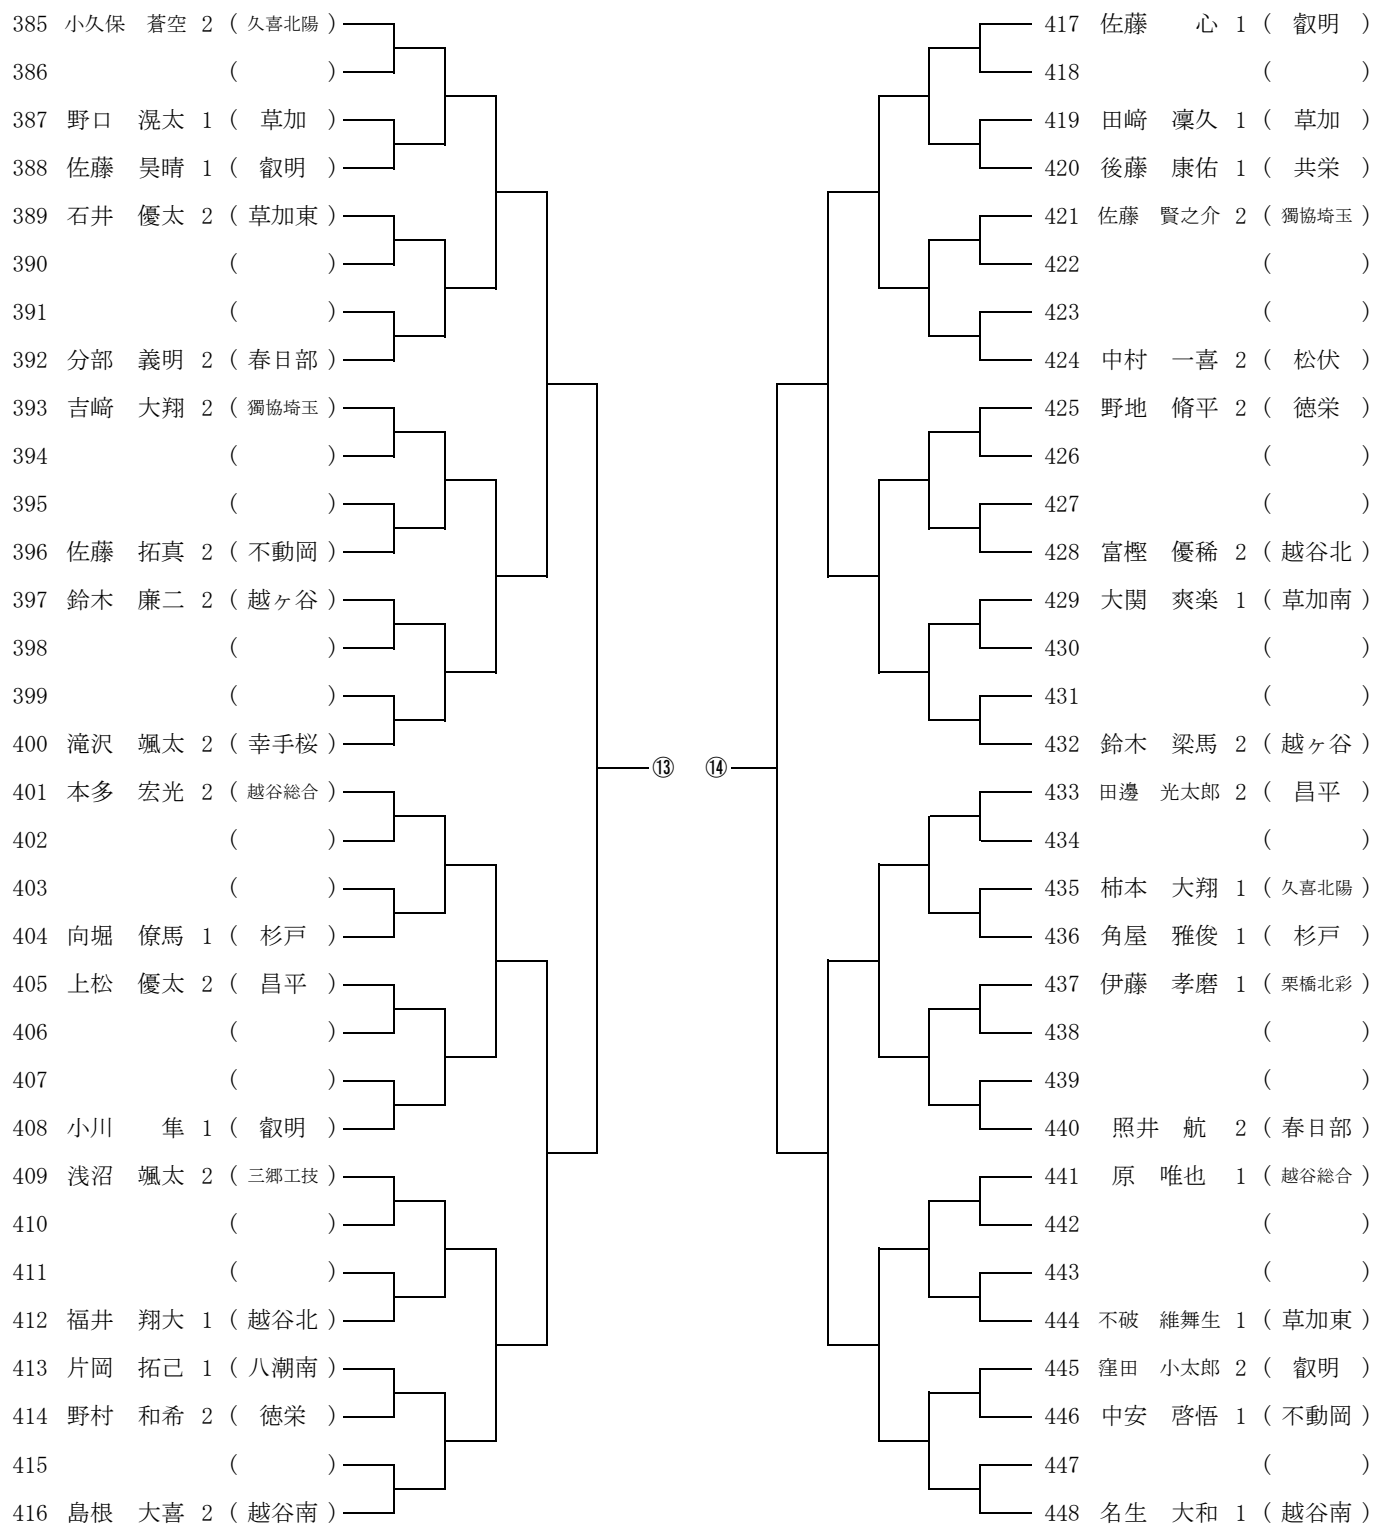 385 小久保 蒼空 2 ( 久喜北陽 )
386 ( )
387 野口 滉太 1 ( 草加 )
388 佐藤 昊晴 1 ( 叡明 )
389 石井 優太 2 ( 草加東 )
390 ( )
391 ( )
392 分部 義明 2 ( 春日部 )
393 吉﨑 大翔 2 ( 獨協埼玉 )
394 ( )
395 ( )
396 佐藤 拓真 2 ( 不動岡 )
397 鈴木 廉二 2 ( 越ヶ谷 )
398 ( )
399 ( )
400 滝沢 颯太 2 ( 幸手桜 )
401 本多 宏光 2 ( 越谷総合 )
402 ( )
403 ( )
404 向堀 僚馬 1 ( 杉戸 )
405 上松 優太 2 ( 昌平 )
406 ( )
407 ( )
408 小川 隼 1 ( 叡明 )
409 浅沼 颯太 2 ( 三郷工技 )
410 ( )
411 ( )
412 福井 翔大 1 ( 越谷北 )
413 片岡 拓己 1 ( 八潮南 )
414 野村 和希 2 ( 徳栄 )
415 ( )
416 島根 大喜 2 ( 越谷南 )
⑬ ⑭
417 佐藤 心 1 ( 叡明 )
418 ( )
419 田﨑 凜久 1 ( 草加 )
420 後藤 康佑 1 ( 共栄 )
421 佐藤 賢之介 2 ( 獨協埼玉 )
422 ( )
423 ( )
424 中村 一喜 2 ( 松伏 )
425 野地 脩平 2 ( 徳栄 )
426 ( )
427 ( )
428 富樫 優稀 2 ( 越谷北 )
429 大関 爽楽 1 ( 草加南 )
430 ( )
431 ( )
432 鈴木 梁馬 2 ( 越ヶ谷 )
433 田邊 光太郎 2 ( 昌平 )
434 ( )
435 柿本 大翔 1 ( 久喜北陽 )
436 角屋 雅俊 1 ( 杉戸 )
437 伊藤 孝磨 1 ( 栗橋北彩 )
438 ( )
439 ( )
440 照井 航 2 ( 春日部 )
441 原 唯也 1 ( 越谷総合 )
442 ( )
443 ( )
444 不破 維舞生 1 ( 草加東 )
445 窪田 小太郎 2 ( 叡明 )
446 中安 啓悟 1 ( 不動岡 )
447 ( )
448 名生 大和 1 ( 越谷南 )